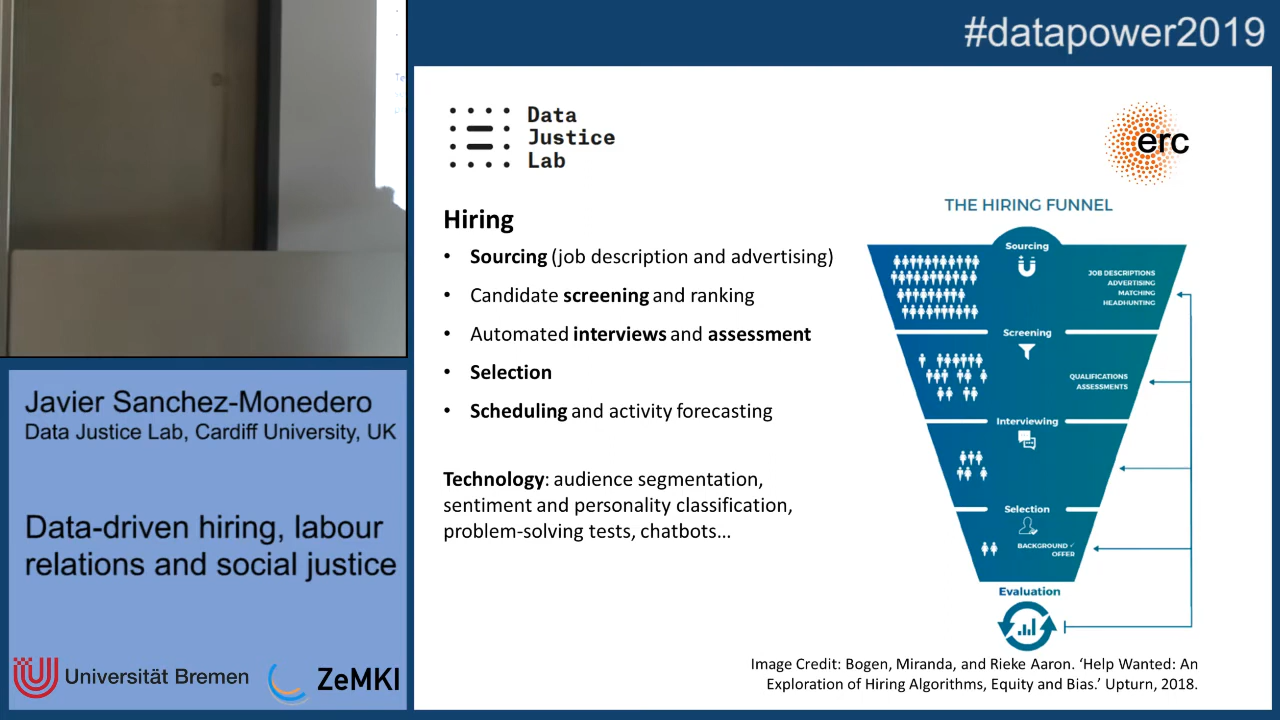 #datapower2019
Data
Justice
Lab
erc
Hiring
• Sourcing (job description and advertising)
• Candidate screening and ranking
• Automated interviews and assessment
• Selection
• Scheduling and activity forecasting
Technology: audience segmentation,
sentiment and personality classification,
problem-solving tests, chatbots…
THE HIRING FUNNEL
Sourcing
JOB DESCRIPTIONS
ADVERTISING
MATCHING
HEADHUNTING
Screening
QUALIFICATIONS
ASSESSMENTS
Interviewing
Selection
BACKGROUND ✓
OFFER
Evaluation
Image Credit: Bogen, Miranda, and Rieke Aaron. ‘Help Wanted: An
Exploration of Hiring Algorithms, Equity and Bias.’ Upturn, 2018.
Javier Sanchez-Monedero
Data Justice Lab, Cardiff University, UK
Data-driven hiring, labour
relations and social justice
Universität Bremen
ZeMKI